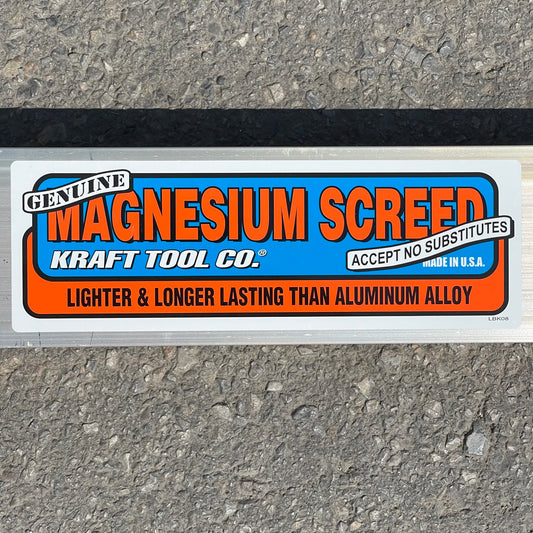 GENUINE
MAGNESIUM SCREED
KRAFT TOOL CO.®
ACCEPT NO SUBSTITUTES
MADE IN U.S.A.
LIGHTER & LONGER LASTING THAN ALUMINUM ALLOY
LBK08